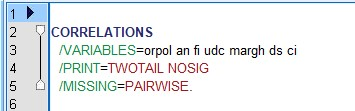 1
2 CORRELATIONS
3 /VARIABLES=orpol an fi udc margh ds ci
4 /PRINT=TWOTAIL NOSIG
5 /MISSING=PAIRWISE.
6